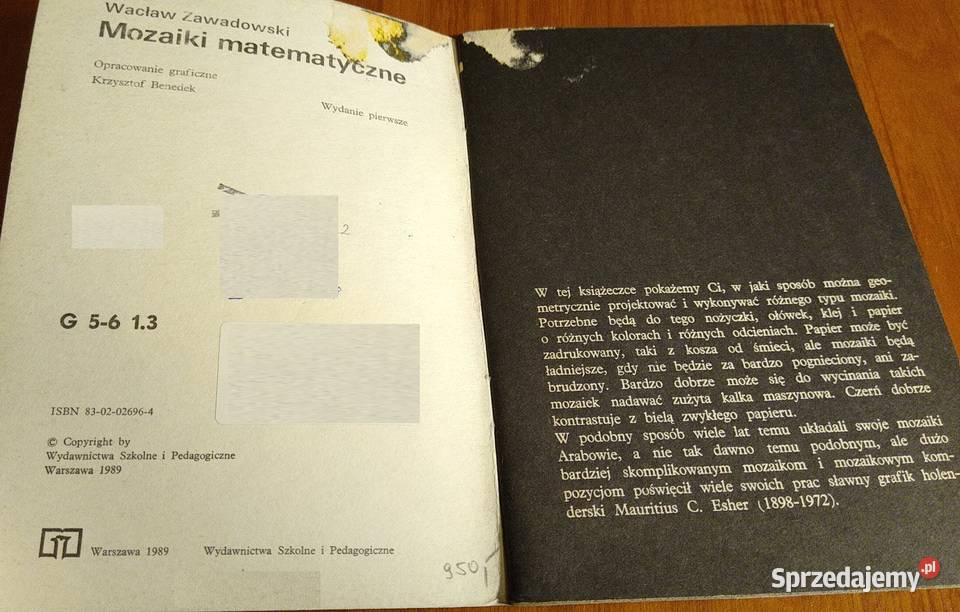 Wacław Zawadowski
Mozaiki matematyczne
Opracowanie graficzne
Krzysztof Benedek
Wydanie pierwsze
2
G 5-6 1.3
ISBN 83-02-02696-4
© Copyright by
Wydawnictwa Szkolne i Pedagogiczne
Warszawa 1989
Warszawa 1989 Wydawnictwa Szkolne i Pedagogiczne
950,-
W tej książeczce pokażemy Ci, w jaki sposób można geo-
metrycznie projektować i wykonywać różnego typu mozaiki.
Potrzebne będą do tego nożyczki, ołówek, klej i papier
o różnych kolorach i różnych odcieniach. Papier może być
zadrukowany, taki z kosza od śmieci, ale mozaiki będą
ładniejsze, gdy nie będzie za bardzo pognieciony, ani za-
brudzony. Bardzo dobrze może się do wycinania takich
mozaiek nadawać zużyta kalka maszynowa. Czerń dobrze
kontrastuje z bielą zwykłego papieru.
W podobny sposób wiele lat temu układali swoje mozaiki
Arabowie, a nie tak dawno temu podobnym, ale dużo
bardziej skomplikowanym mozaikom i mozaikowym kom-
pozycjom poświęcił wiele swoich prac sławny grafik holen-
derski Mauritius C. Esher (1898-1972).
Sprzedajemy.pl